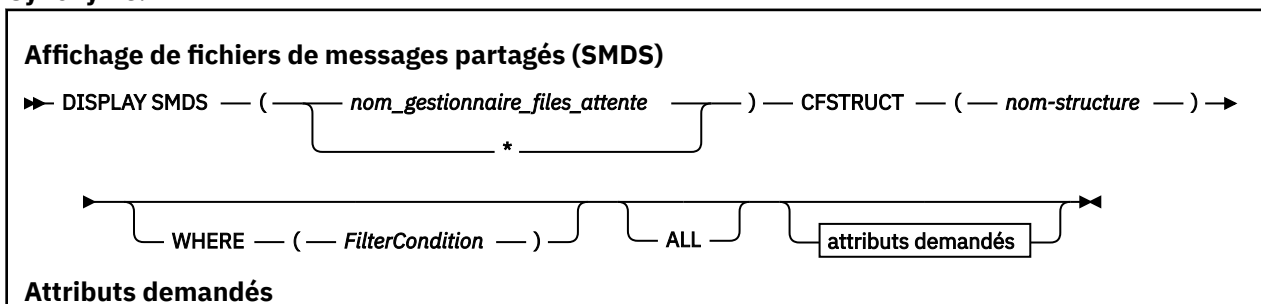 Affichage de fichiers de messages partagés (SMDS)
DISPLAY SMDS ( nom_gestionnaire_files_attente ) CFSTRUCT ( nom-structure )
*
WHERE ( FilterCondition ) ALL attributs demandés
Attributs demandés